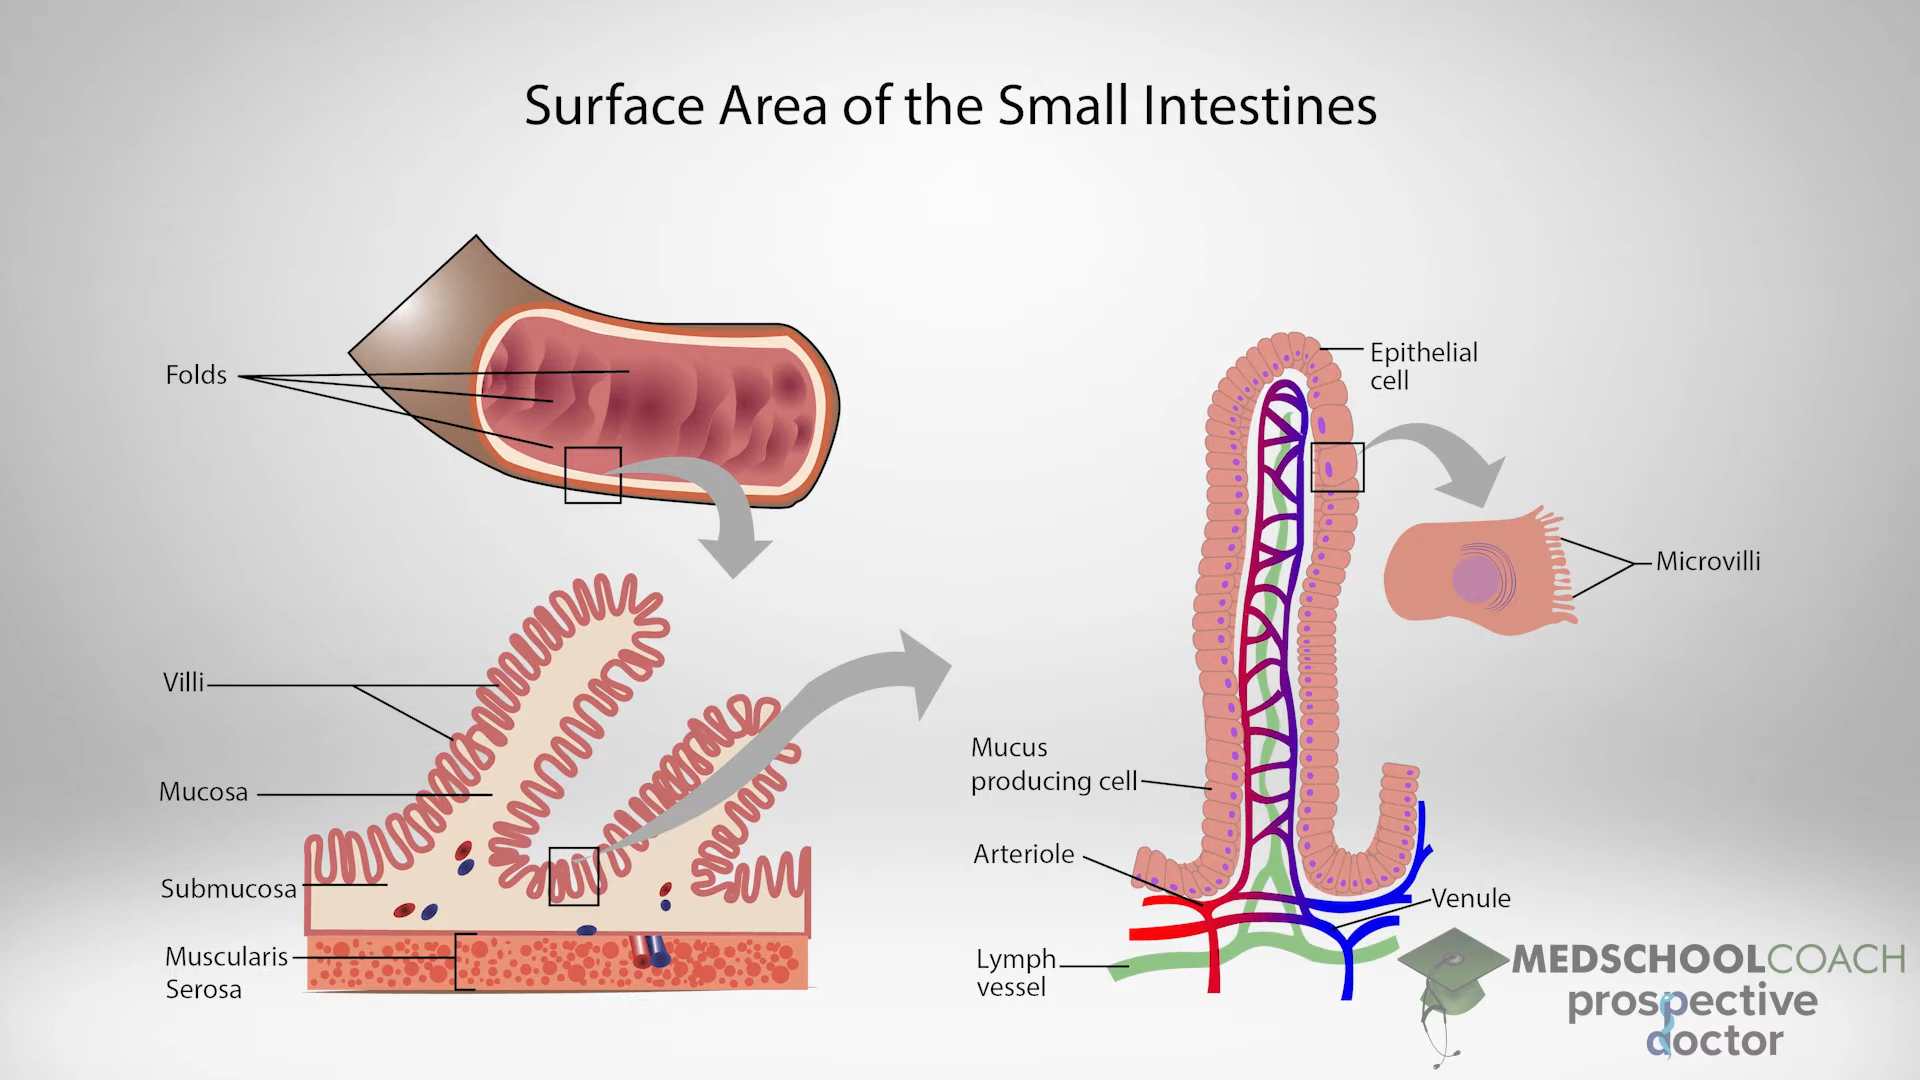 Surface Area of the Small Intestines
Folds
Villi
Mucosa
Submucosa
Muscularis
Serosa
Epithelial
cell
Microvilli
Mucus
producing cell
Arteriole
Venule
Lymph
vessel
MEDSCHOOLCOACH
prospective
doctor